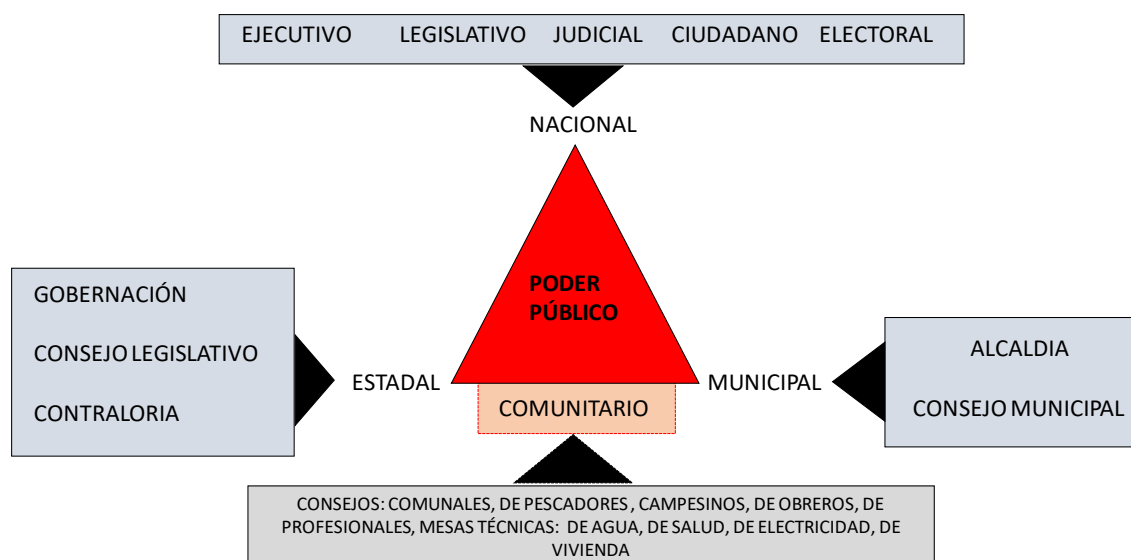 EJECUTIVO LEGISLATIVO JUDICIAL CIUDADANO ELECTORAL
NACIONAL
PODER
PÚBLICO
GOBERNACIÓN
CONSEJO LEGISLATIVO
CONTRALORIA
ESTADAL
MUNICIPAL
ALCALDIA
CONSEJO MUNICIPAL
COMUNITARIO
CONSEJOS: COMUNALES, DE PESCADORES , CAMPESINOS, DE OBREROS, DE
PROFESIONALES, MESAS TÉCNICAS: DE AGUA, DE SALUD, DE ELECTRICIDAD, DE
VIVIENDA